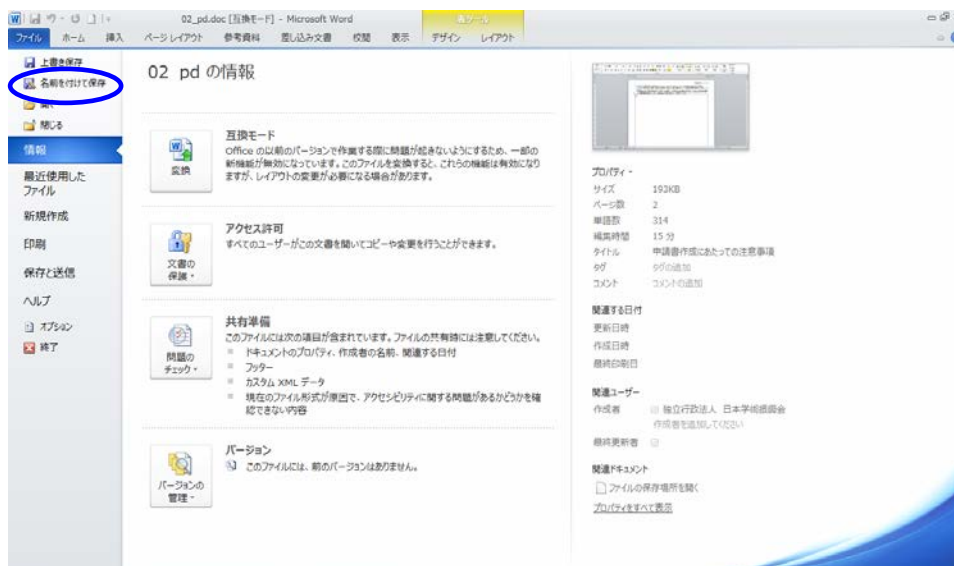 02_pd.doc [互換モード] - Microsoft Word
ファイル ホーム 挿入 ページ レイアウト 参考資料 差し込み文書 校閲 表示 デザイン レイアウト
上書き保存
名前を付けて保存
閉じる
情報
最近使用した
ファイル
新規作成
印刷
保存と送信
ヘルプ
オプション
終了
02 pd の情報
変換
互換モード
Office の以前のバージョンで作業する際に問題が起きないようにするため、一部の
新機能が無効になっています。このファイルを変換すると、これらの機能は有効になり
ますが、レイアウトの変更が必要になる場合があります。
文書の
保護
アクセス許可
すべてのユーザーがこの文書を開いてコピーや変更を行うことができます。
問題の
チェック
共有準備
このファイルには次の項目が含まれています。ファイルの共有時には注意してください。
ドキュメントのプロパティ、作成者の名前、関連する日付
フッター
カスタム XML データ
現在のファイル形式が原因で、アクセシビリティに関する問題があるかどうかを確
認できない内容
バージョンの
管理
バージョン
このファイルには、前のバージョンはありません。
プロパティ
サイズ 193KB
ページ数 2
単語数 314
編集時間 15 分
タイトル 申請書作成にあたっての注意事項
タグ タグの追加
コメント コメントの追加
関連する日付
更新日時
作成日時
最終印刷日
関連ユーザー
作成者 独立行政法人 日本学術振興会
作成者を追加してください
最終更新者
関連ドキュメント
ファイルの保存場所を開く
プロパティをすべて表示